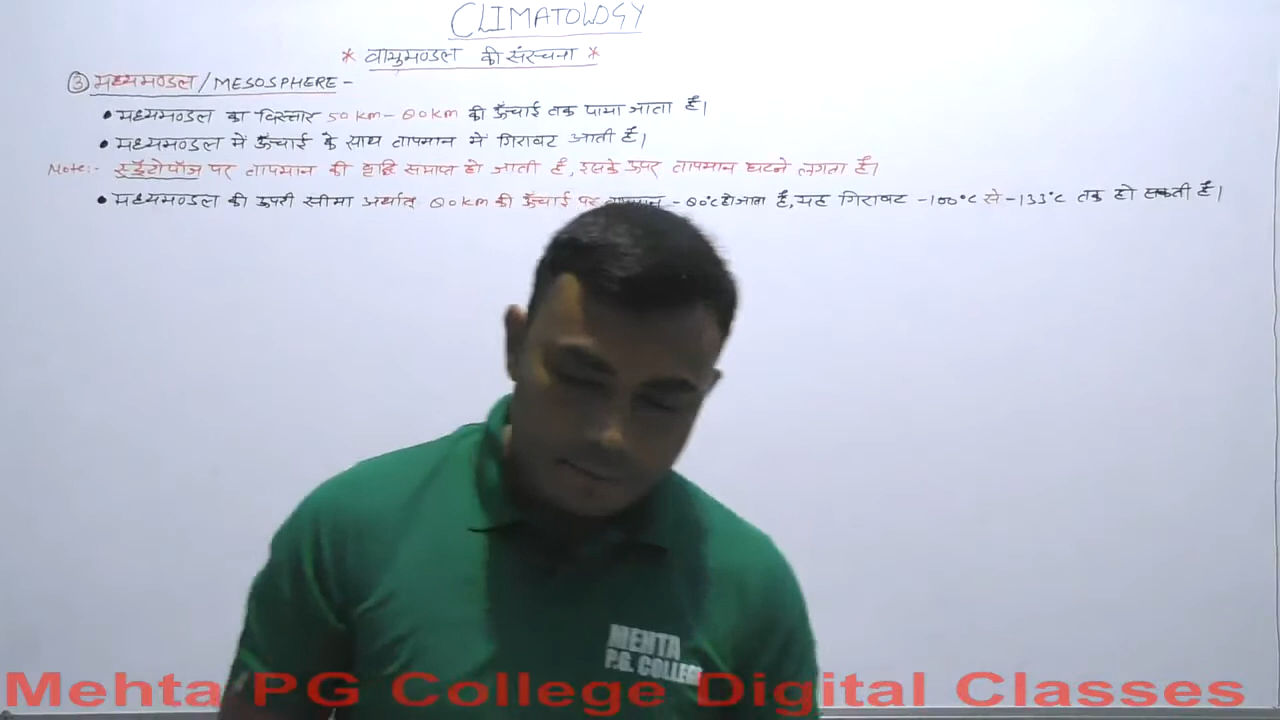 CLIMATOLOGY
* वायुमण्डल की संरचना *
③ मध्यमण्डल / MESOSPHERE -
• मध्यमण्डल का विस्तार 50 km - 80 km की ऊँचाई तक पाया जाता है।
• मध्यमण्डल में ऊँचाई के साथ तापमान में गिरावट आती है।
Note:- स्ट्रेटोपॉज पर तापमान की वृद्धि समाप्त हो जाती है, इसके ऊपर तापमान घटने लगता है।
• मध्यमण्डल की ऊपरी सीमा अर्थात् 80km की ऊँचाई पर तापमान -80°C हो जाता है, यह गिरावट -100°C से -133°C तक हो सकती है।
MEHTA
P.G. COLLEGE
Mehta PG College Digital Classes